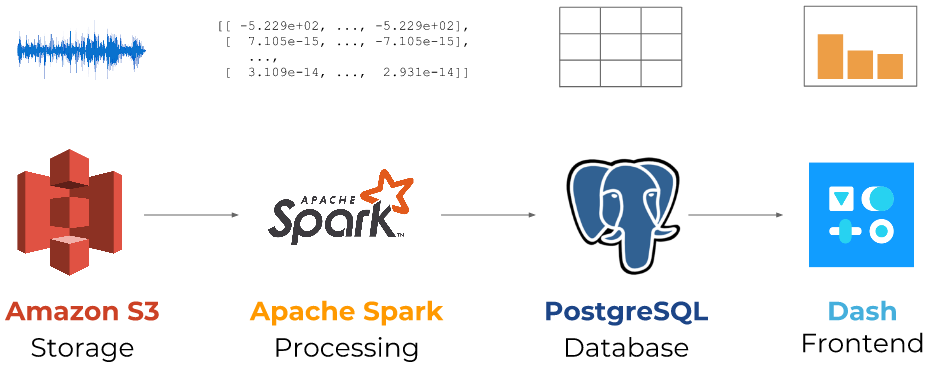 [[ -5.229e+02, ..., -5.229e+02],
[  7.105e-15, ..., -7.105e-15],
...,
[  3.109e-14, ...,  2.931e-14]]
APACHE
Spark™
Amazon S3
Storage
Apache Spark
Processing
PostgreSQL
Database
Dash
Frontend